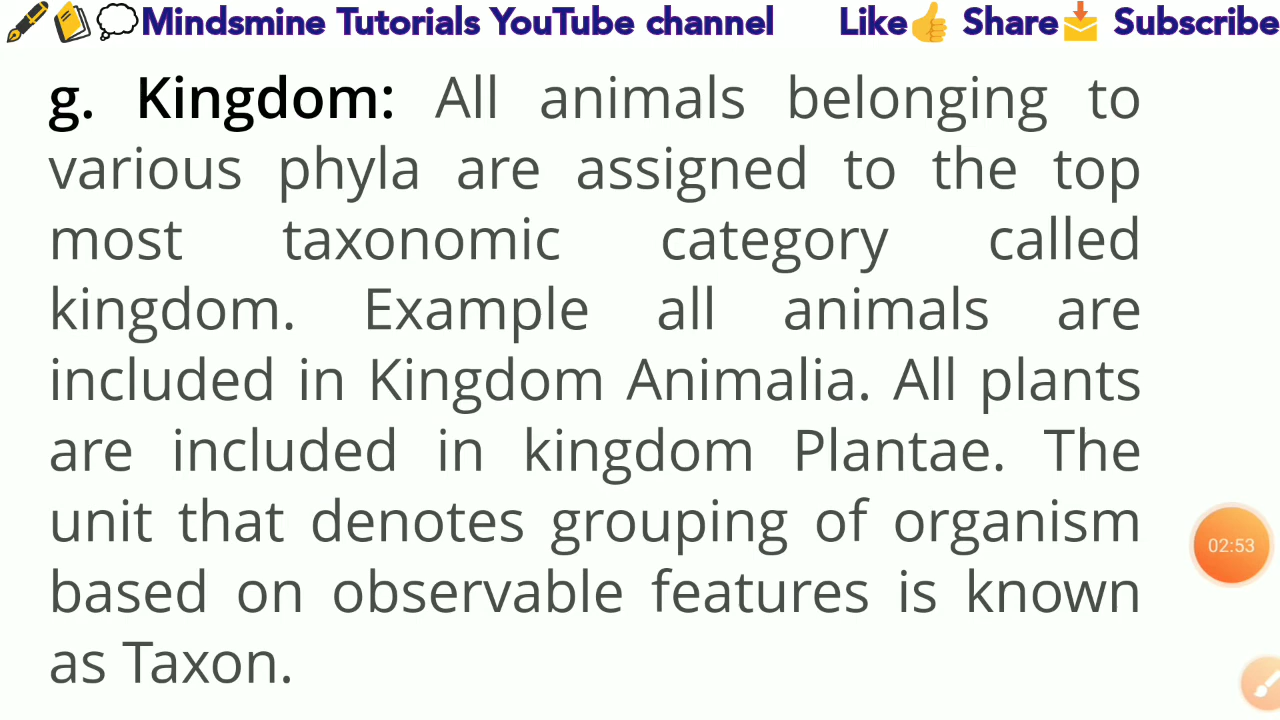 Mindsmine Tutorials YouTube channel Like Share Subscribe
g. Kingdom: All animals belonging to
various phyla are assigned to the top
most taxonomic category called
kingdom. Example all animals are
included in Kingdom Animalia. All plants
are included in kingdom Plantae. The
unit that denotes grouping of organism
based on observable features is known
as Taxon.
02:53